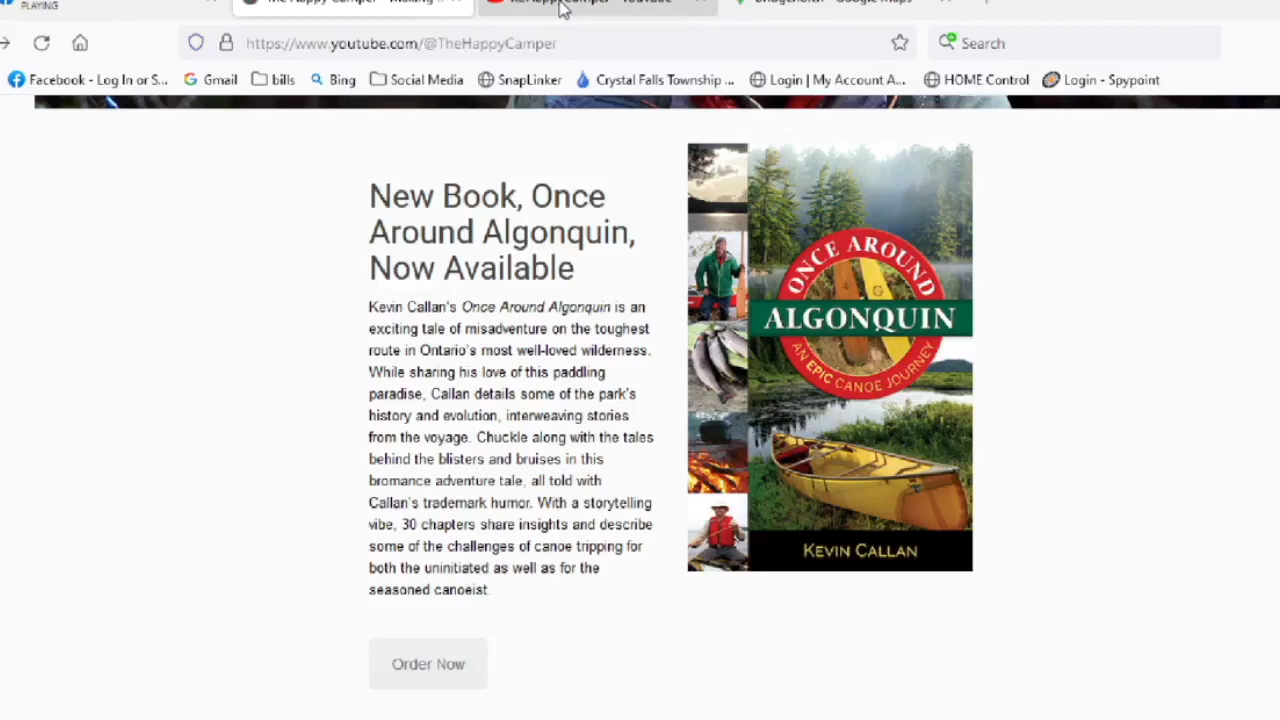 PLAYING
https://www.youtube.com/@TheHappyCamper
Search
Facebook - Log In or S...
Gmail
bills
Bing
Social Media
SnapLinker
Crystal Falls Township ...
Login | My Account A...
HOME Control
Login - Spypoint
New Book, Once
Around Algonquin,
Now Available
Kevin Callan's Once Around Algonquin is an
exciting tale of misadventure on the toughest
route in Ontario's most well-loved wilderness.
While sharing his love of this paddling
paradise, Callan details some of the park's
history and evolution, interweaving stories
from the voyage. Chuckle along with the tales
behind the blisters and bruises in this
bromance adventure tale, all told with
Callan's trademark humor. With a storytelling
vibe, 30 chapters share insights and describe
some of the challenges of canoe tripping for
both the uninitiated as well as for the
seasoned canoeist.
Order Now
ONCE AROUND
ALGONQUIN
AN EPIC CANOE JOURNEY
KEVIN CALLAN